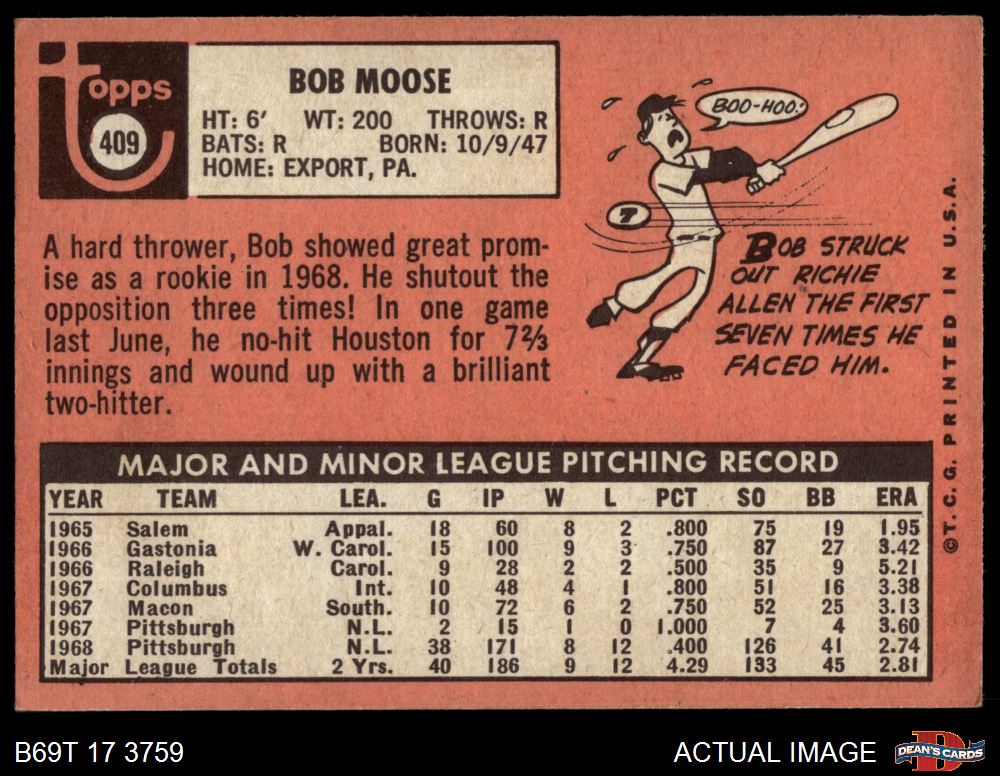 Topps
409
BOB MOOSE
HT: 6′ WT: 200 THROWS: R
BATS: R BORN: 10/9/47
HOME: EXPORT, PA.
A hard thrower, Bob showed great prom-
ise as a rookie in 1968. He shutout the
opposition three times! In one game
last June, he no-hit Houston for 7⅔
innings and wound up with a brilliant
two-hitter.
BOO-HOO!
7
BOB STRUCK
OUT RICHIE
ALLEN THE FIRST
SEVEN TIMES HE
FACED HIM.
©T.C.G. PRINTED IN U.S.A.
MAJOR AND MINOR LEAGUE PITCHING RECORD
YEAR TEAM LEA. G IP W L PCT SO BB ERA
1965 Salem Appal. 18 60 8 2 .800 75 19 1.95
1966 Gastonia W. Carol. 15 100 9 3 .750 87 27 3.42
1966 Raleigh Carol. 9 28 2 2 .500 35 9 5.21
1967 Columbus Int. 10 48 4 1 .800 51 16 3.38
1967 Macon South. 10 72 6 2 .750 52 25 3.13
1967 Pittsburgh N.L. 2 15 1 0 1.000 7 4 3.60
1968 Pittsburgh N.L. 38 171 8 12 .400 126 41 2.74
Major League Totals 2 Yrs. 40 186 9 12 4.29 133 45 2.81
B69T 17 3759
ACTUAL IMAGE
D
DEAN'S CARDS